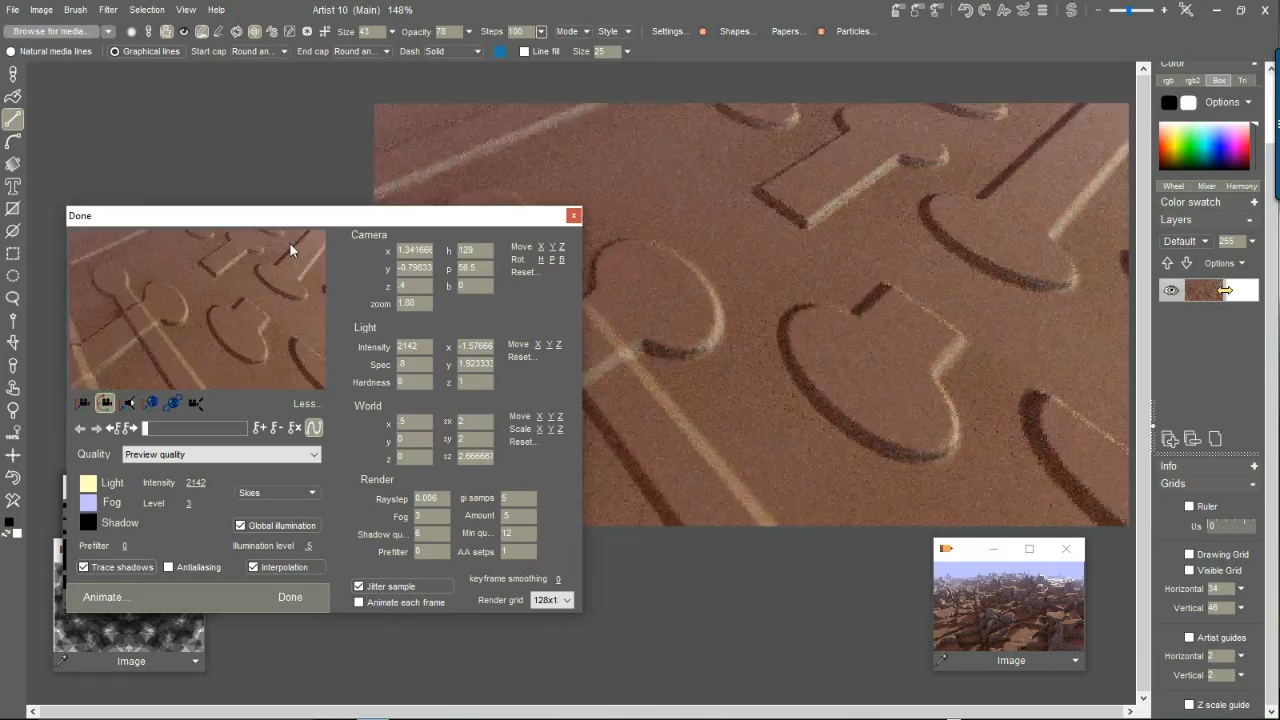 File Image Brush Filter Selection View Help Artist 10 (Main) 148%
Browse for media... Size 43 Opacity 78 Steps 100 Mode Style Settings... Shapes... Papers... Particles...
Natural media lines Graphical lines Start cap Round an... End cap Round an... Dash Solid Line fill Size 25
Color
rgb rgb2 Box Tri
Options
Wheel Mixer Harmony
Color swatch
Layers
Default 255
Options
Info
Grids
Ruler
Us 0
Drawing Grid
Visible Grid
Horizontal 34
Vertical 46
Artist guides
Horizontal 2
Vertical 2
Z scale guide
Done
Camera
x 1.341666 h 129 Move X Y Z
y -0.79833 p 56.5 Rot. H P B
z .4 b 0 Reset...
zoom 1.88
Light
Intensity 2142 x -1.57666 Move X Y Z
Spec .8 y 1.923333 Reset...
Hardness 8 z 1
World
x .5 sx 2 Move X Y Z
y 0 sy 2 Scale X Y Z
z 0 sz 2.666667 Reset...
Render
Raystep 0.006 gi samps 5
Fog 3 Amount .5
Shadow qu... 6 Min qu... 12
Prefilter 0 AA setps 1
Jitter sample keyframe smoothing 0
Animate each frame Render grid 128x1
Less...
Quality Preview quality
Light Intensity 2142
Fog Level 3
Shadow
Skies
Global illumination
Prefilter 0 Illumination level .5
Trace shadows Antialiasing Interpolation
Animate... Done
Image
Image